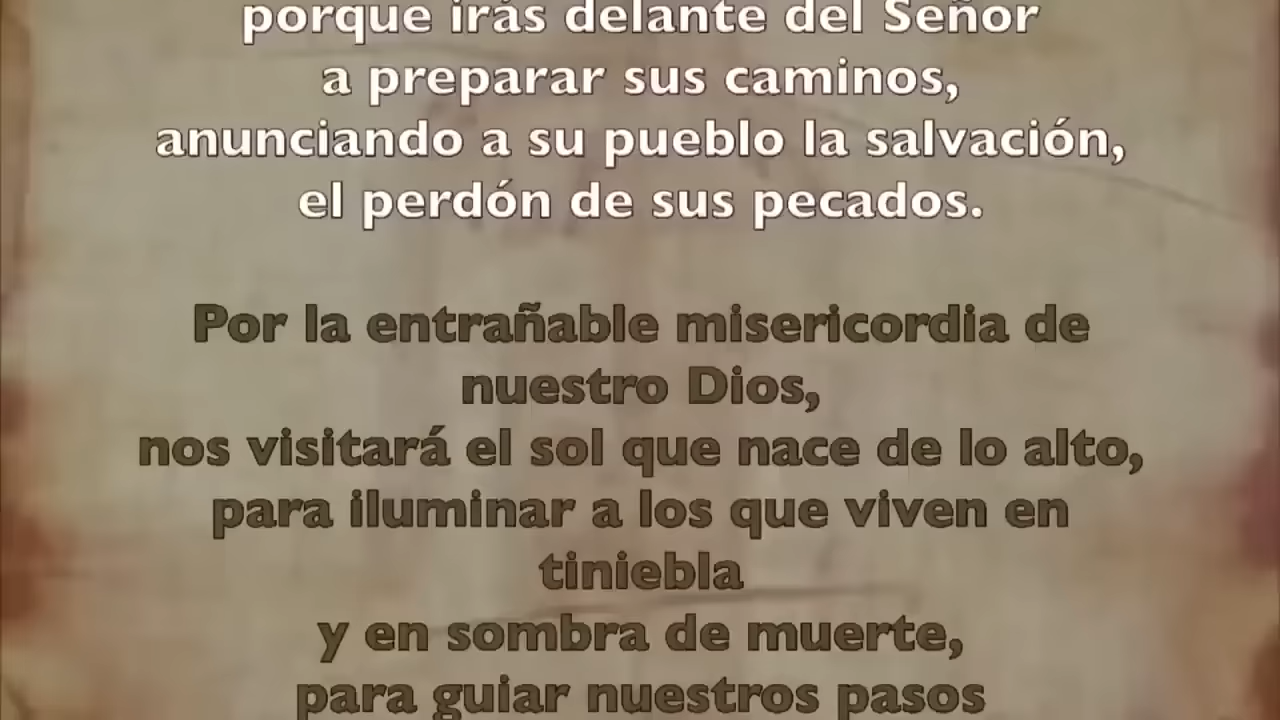 porque irás delante del Señor
a preparar sus caminos,
anunciando a su pueblo la salvación,
el perdón de sus pecados.
Por la entrañable misericordia de
nuestro Dios,
nos visitará el sol que nace de lo alto,
para iluminar a los que viven en
tiniebla
y en sombra de muerte,
para guiar nuestros pasos